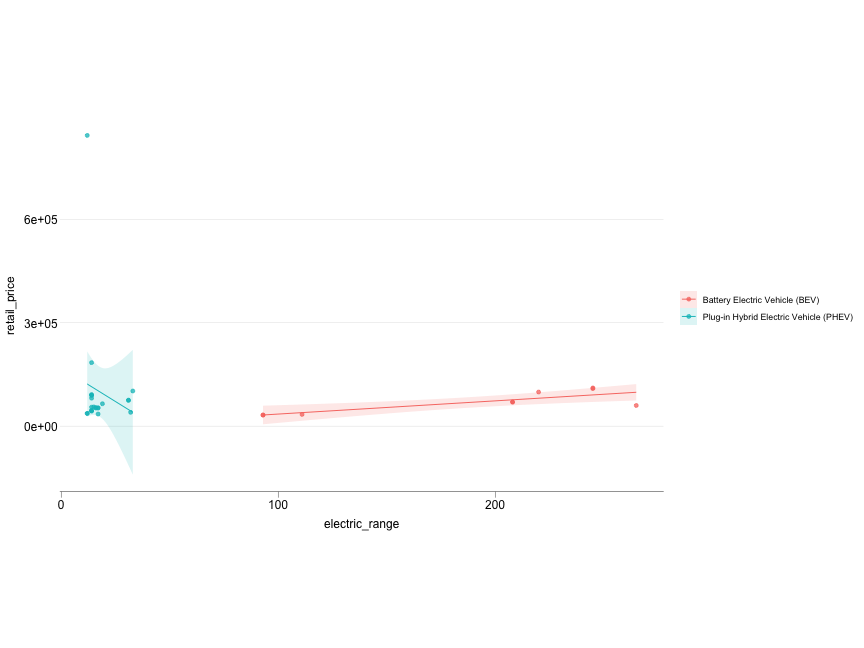 6e+05
3e+05
0e+00
retail_price
0
100
200
electric_range
Battery Electric Vehicle (BEV)
Plug-in Hybrid Electric Vehicle (PHEV)